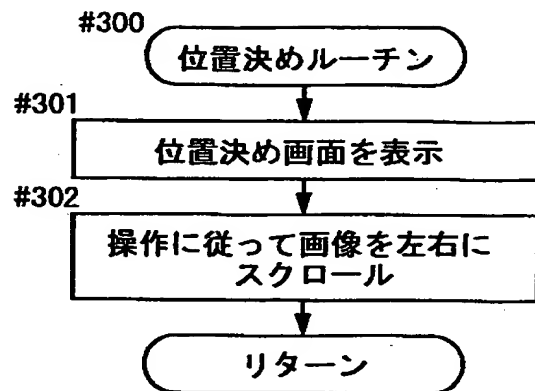 #300
位置決めルーチン
#301
位置決め画面を表示
#302
操作に従って画像を左右に
スクロール
リターン